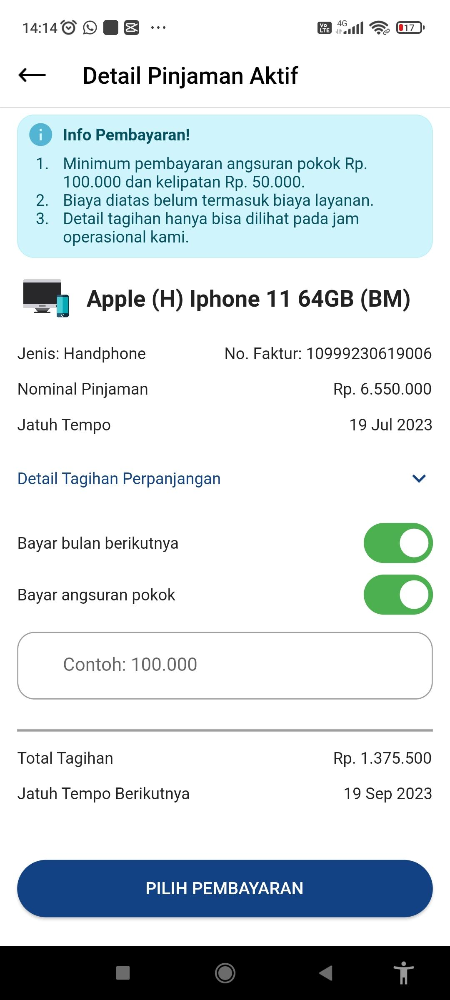 14:14
Vo LTE 4G 17
Detail Pinjaman Aktif
Info Pembayaran!
1. Minimum pembayaran angsuran pokok Rp.
100.000 dan kelipatan Rp. 50.000.
2. Biaya diatas belum termasuk biaya layanan.
3. Detail tagihan hanya bisa dilihat pada jam
operasional kami.
Apple (H) Iphone 11 64GB (BM)
Jenis: Handphone No. Faktur: 10999230619006
Nominal Pinjaman Rp. 6.550.000
Jatuh Tempo 19 Jul 2023
Detail Tagihan Perpanjangan
Bayar bulan berikutnya
Bayar angsuran pokok
Contoh: 100.000
Total Tagihan Rp. 1.375.500
Jatuh Tempo Berikutnya 19 Sep 2023
PILIH PEMBAYARAN